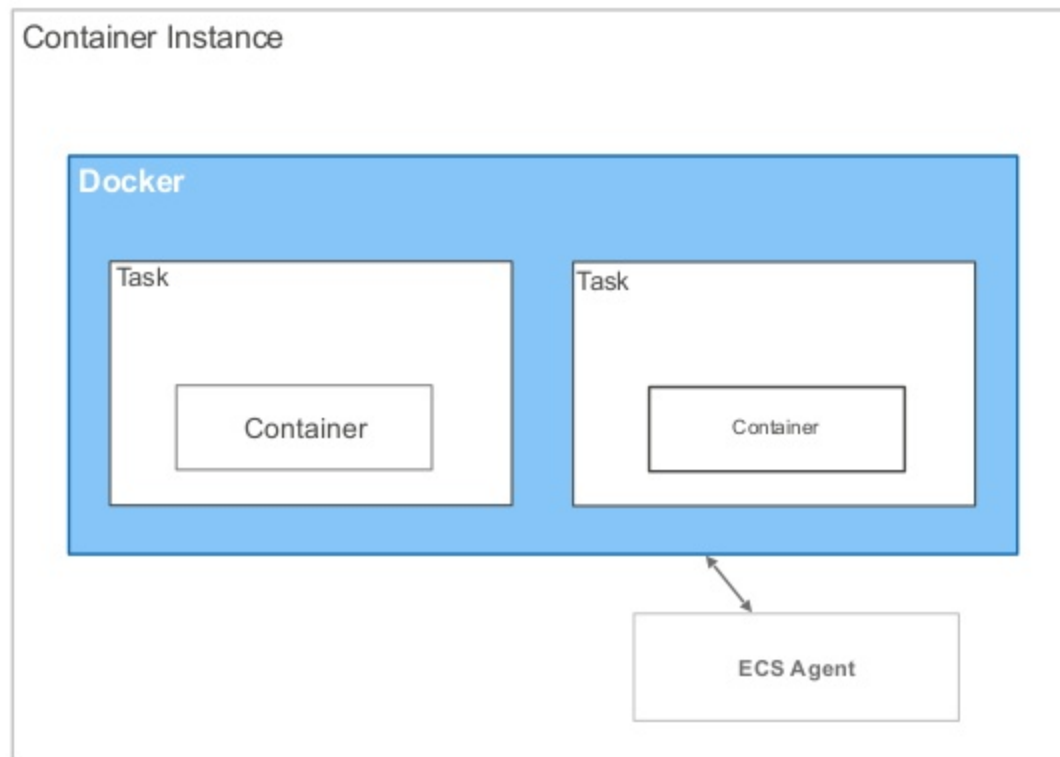 Container Instance
Docker
Task
Task
Container
Container
ECS Agent